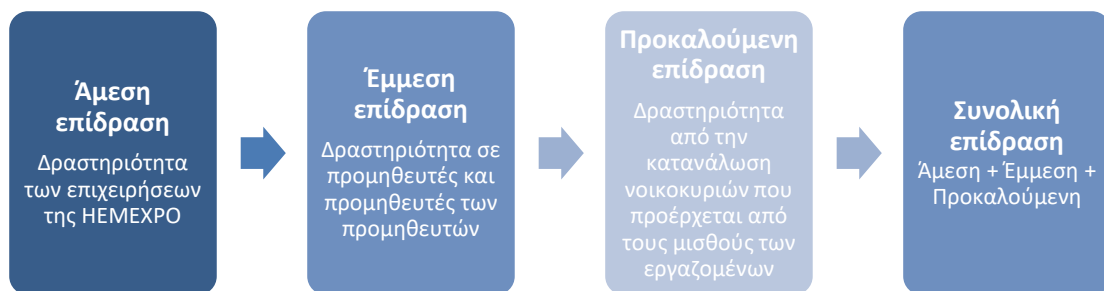 Άμεση
επίδραση
Δραστηριότητα
των επιχειρήσεων
της HEMEXPO
Έμμεση
επίδραση
Δραστηριότητα σε
προμηθευτές και
προμηθευτές των
προμηθευτών
Προκαλούμενη
επίδραση
Δραστηριότητα
από την
κατανάλωση
νοικοκυριών που
προέρχεται από
τους μισθούς των
εργαζομένων
Συνολική
επίδραση
Άμεση + Έμμεση +
Προκαλούμενη